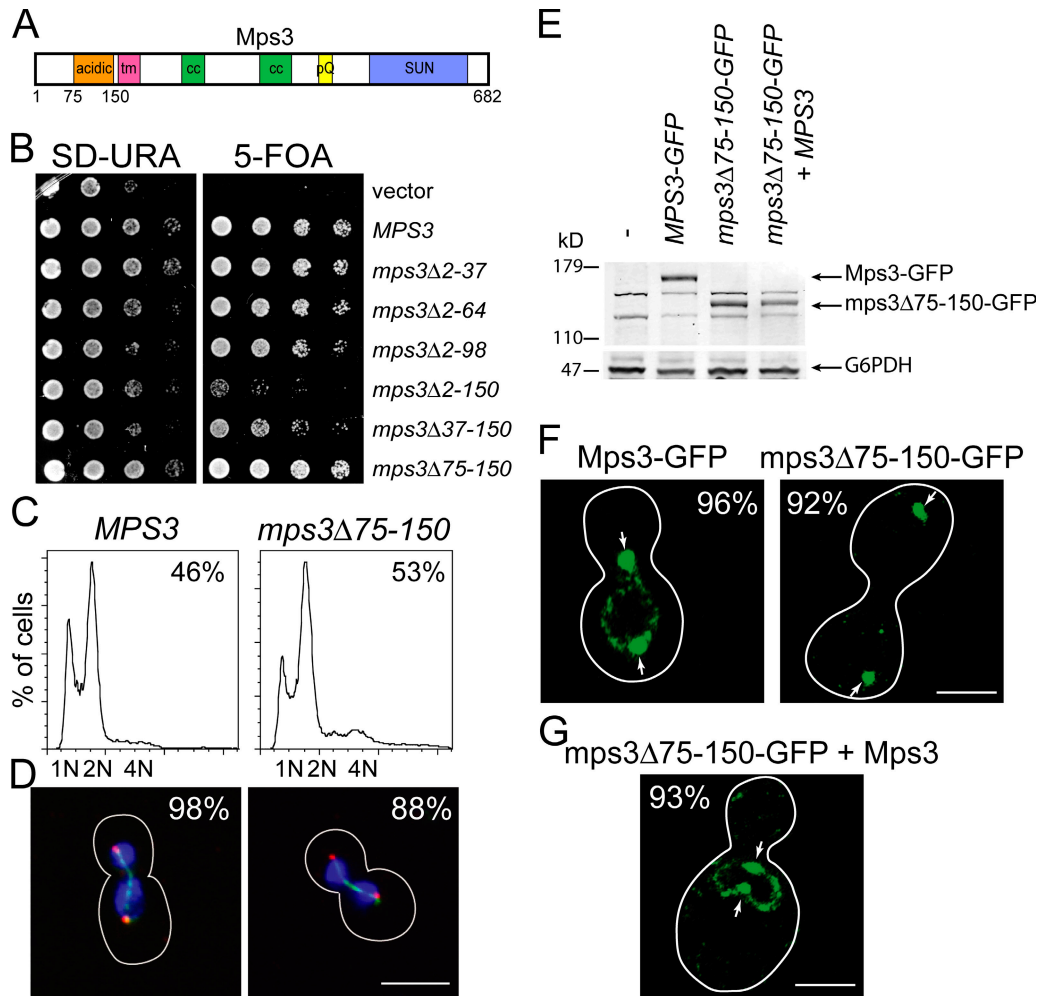 A
Mps3
acidic tm cc cc pQ SUN
1 75 150 682
B
SD-URA 5-FOA
vector
MPS3
mps3Δ2-37
mps3Δ2-64
mps3Δ2-98
mps3Δ2-150
mps3Δ37-150
mps3Δ75-150
C
MPS3 mps3Δ75-150
46% 53%
% of cells
1N 2N 4N 1N 2N 4N
D
98% 88%
E
-
MPS3-GFP
mps3Δ75-150-GFP
mps3Δ75-150-GFP
+ MPS3
kD
179
110
47
Mps3-GFP
mps3Δ75-150-GFP
G6PDH
F
Mps3-GFP mps3Δ75-150-GFP
96% 92%
G
mps3Δ75-150-GFP + Mps3
93%